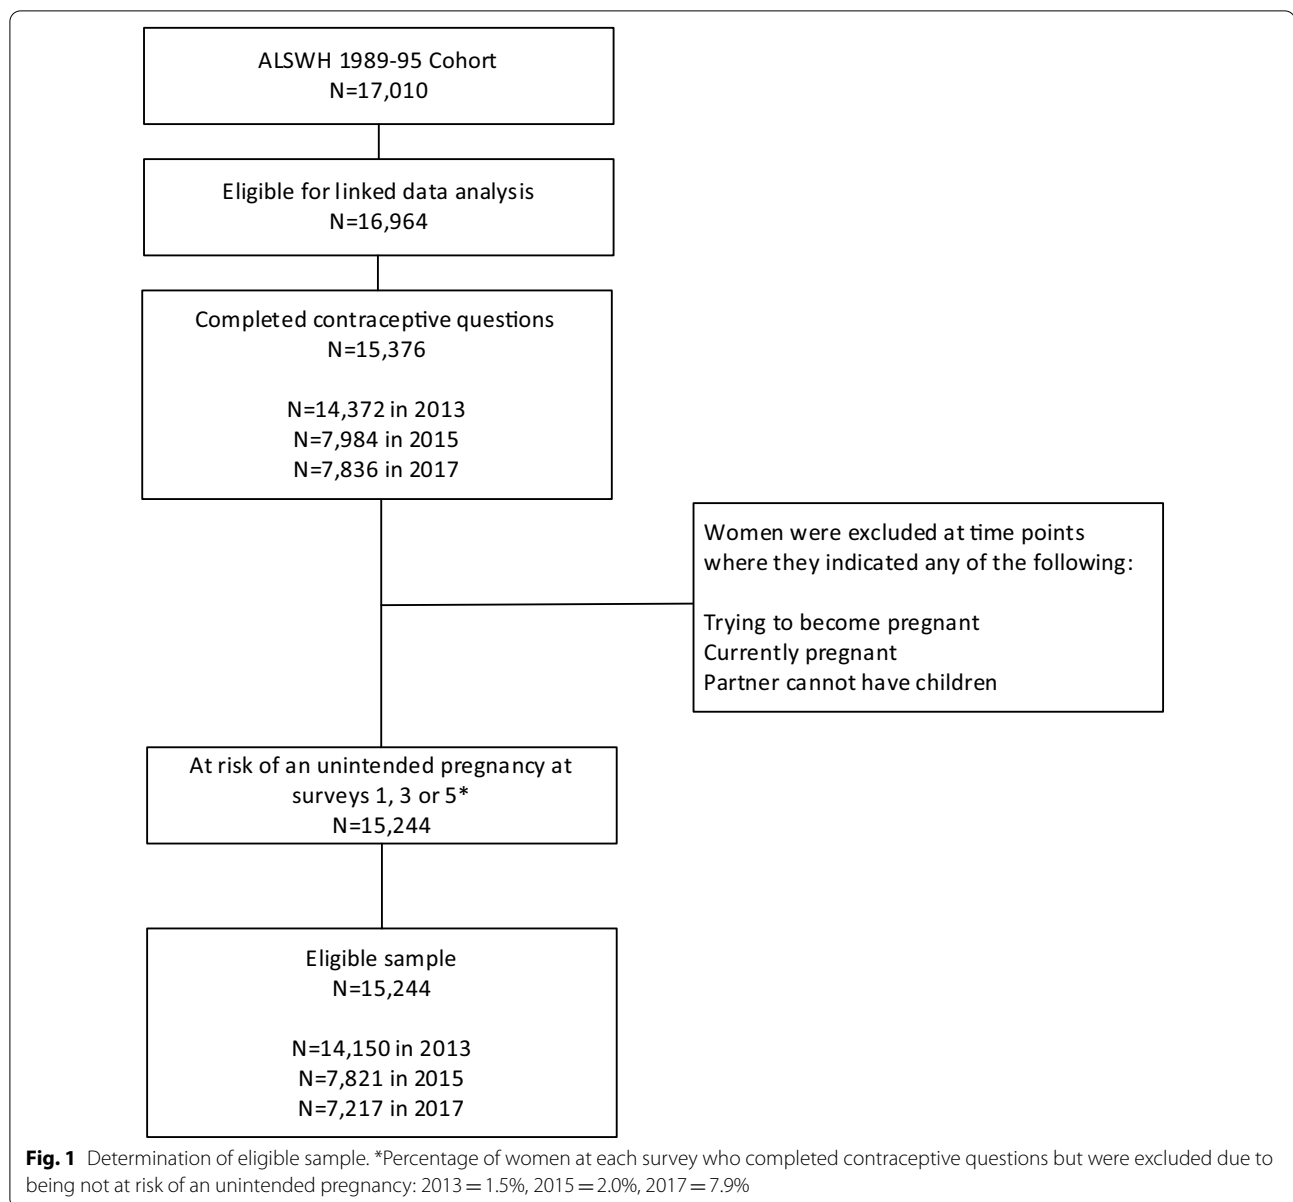 ALSWH 1989-95 Cohort
N=17,010
Eligible for linked data analysis
N=16,964
Completed contraceptive questions
N=15,376
N=14,372 in 2013
N=7,984 in 2015
N=7,836 in 2017
Women were excluded at time points
where they indicated any of the following:
Trying to become pregnant
Currently pregnant
Partner cannot have children
At risk of an unintended pregnancy at
surveys 1, 3 or 5*
N=15,244
Eligible sample
N=15,244
N=14,150 in 2013
N=7,821 in 2015
N=7,217 in 2017
Fig. 1 Determination of eligible sample. *Percentage of women at each survey who completed contraceptive questions but were excluded due to
being not at risk of an unintended pregnancy: 2013 = 1.5%, 2015 = 2.0%, 2017 = 7.9%